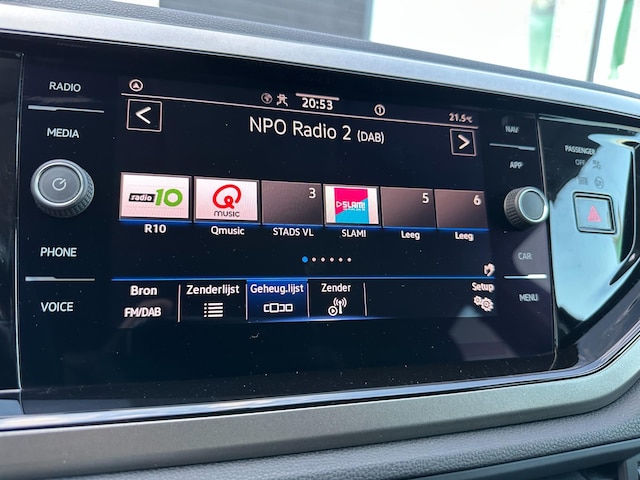 RADIO
MEDIA
PHONE
VOICE
20:53
21.5°C
NPO Radio 2 (DAB)
radio 10
Q music
3
SLAM!
5
6
R10
Qmusic
STADS VL
SLAM!
Leeg
Leeg
Bron
FM/DAB
Zenderlijst
Geheug.lijst
Zender
Setup
NAV
APP
CAR
MENU
PASSENGER
OFF